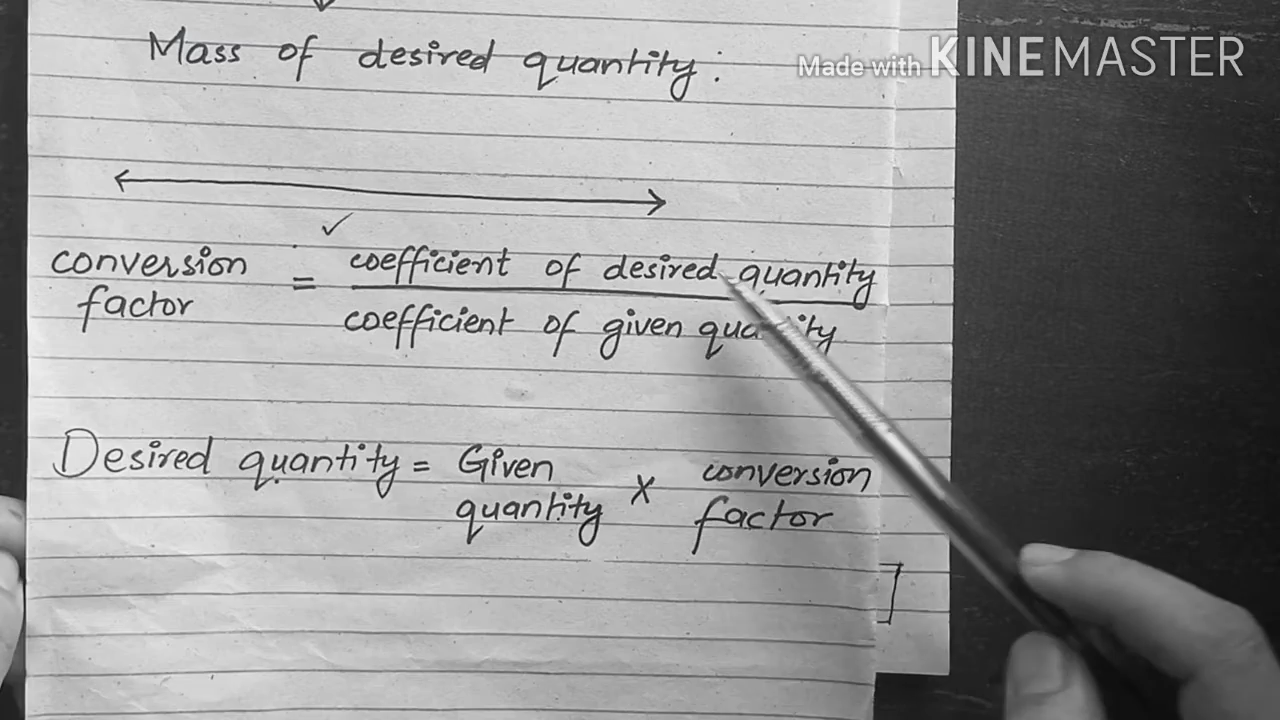 Mass of desired quantity:
Made with KINEMASTER
conversion factor = coefficient of desired quantity
coefficient of given quantity
Desired quantity = Given quantity x conversion factor